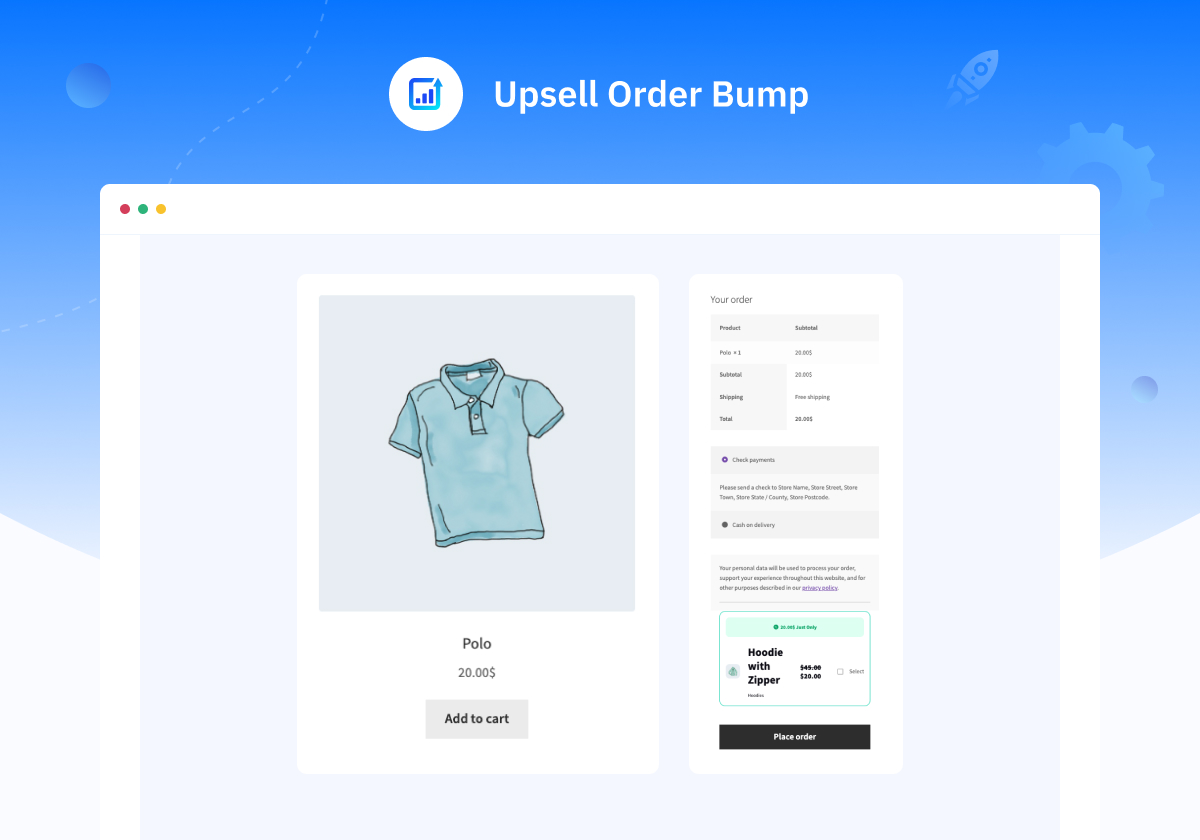 Upsell Order Bump
Polo
20.00$
Add to cart
Your order
Product Subtotal
Polo × 1 20.00$
Subtotal 20.00$
Shipping Free shipping
Total 20.00$
Check payments
Please send a check to Store Name, Store Street, Store
Town, Store State / County, Store Postcode.
Cash on delivery
Your personal data will be used to process your order,
support your experience throughout this website, and for
other purposes described in our privacy policy.
20.00$ Just Only
Hoodie
with
Zipper
$45.00
$20.00
Select
Hoodies
Place order